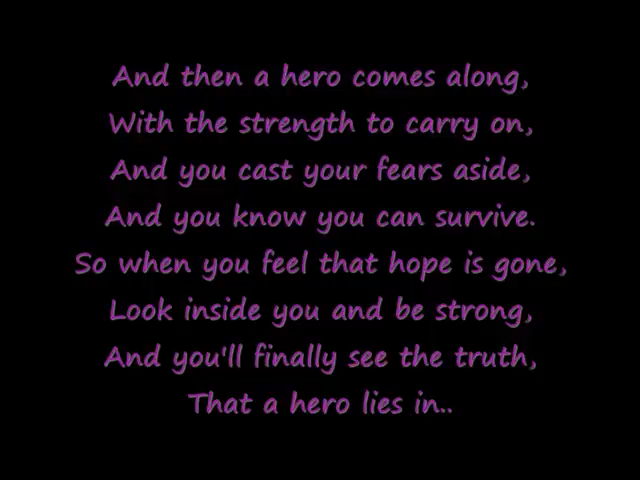 And then a hero comes along,
With the strength to carry on,
And you cast your fears aside,
And you know you can survive.
So when you feel that hope is gone,
Look inside you and be strong,
And you'll finally see the truth,
That a hero lies in..